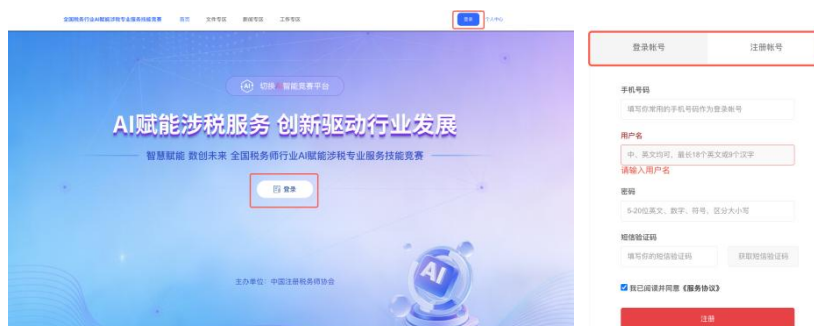 全国税务行业AI赋能涉税专业服务技能竞赛 首页 文件专区 新闻专区 工作专区 登录 个人中心
切换AI智能竞赛平台
AI赋能涉税服务 创新驱动行业发展
智慧赋能 数创未来 全国税务师行业AI赋能涉税专业服务技能竞赛
登录
主办单位：中国注册税务师协会
AI
登录帐号 注册帐号
手机号码
填写你常用的手机号码作为登录帐号
用户名
中、英文均可，最长18个英文或9个汉字
请输入用户名
密码
5-20位英文、数字、符号，区分大小写
短信验证码
填写你的短信验证码 获取短信验证码
我已阅读并同意《服务协议》
注册